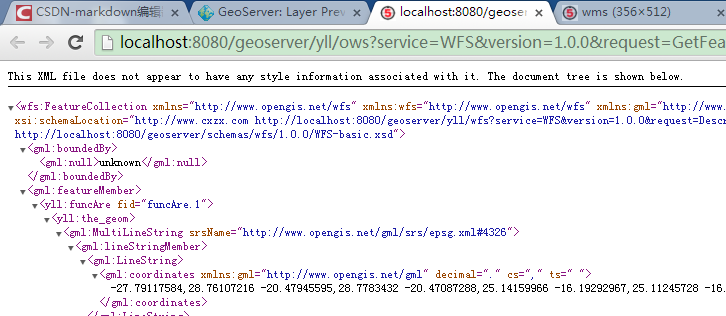 CSDN-markdown编辑
GeoServer: Layer Prev
localhost:8080/geoserv
wms (356×512)
localhost:8080/geoserver/yll/ows?service=WFS&version=1.0.0&request=GetFea
This XML file does not appear to have any style information associated with it. The document tree is shown below.
▼<wfs:FeatureCollection xmlns="http://www.opengis.net/wfs" xmlns:wfs="http://www.opengis.net/wfs" xmlns:gml="http://www
xsi:schemaLocation="http://www.cxzx.com http://localhost:8080/geoserver/yll/wfs?service=WFS&version=1.0.0&request=Descr
http://localhost:8080/geoserver/schemas/wfs/1.0.0/WFS-basic.xsd">
▼<gml:boundedBy>
<gml:null>unknown</gml:null>
</gml:boundedBy>
▼<gml:featureMember>
▼<yll:funcAre fid="funcAre.1">
▼<yll:the_geom>
▼<gml:MultiLineString srsName="http://www.opengis.net/gml/srs/epsg.xml#4326">
▼<gml:lineStringMember>
▼<gml:LineString>
▼<gml:coordinates xmlns:gml="http://www.opengis.net/gml" decimal="." cs="," ts=" ">
-27.79117584,28.76107216 -20.47945595,28.7783432 -20.47087288,25.14159966 -16.19292967,25.11245728 -16.
</gml:coordinates>
</gml:LineString>